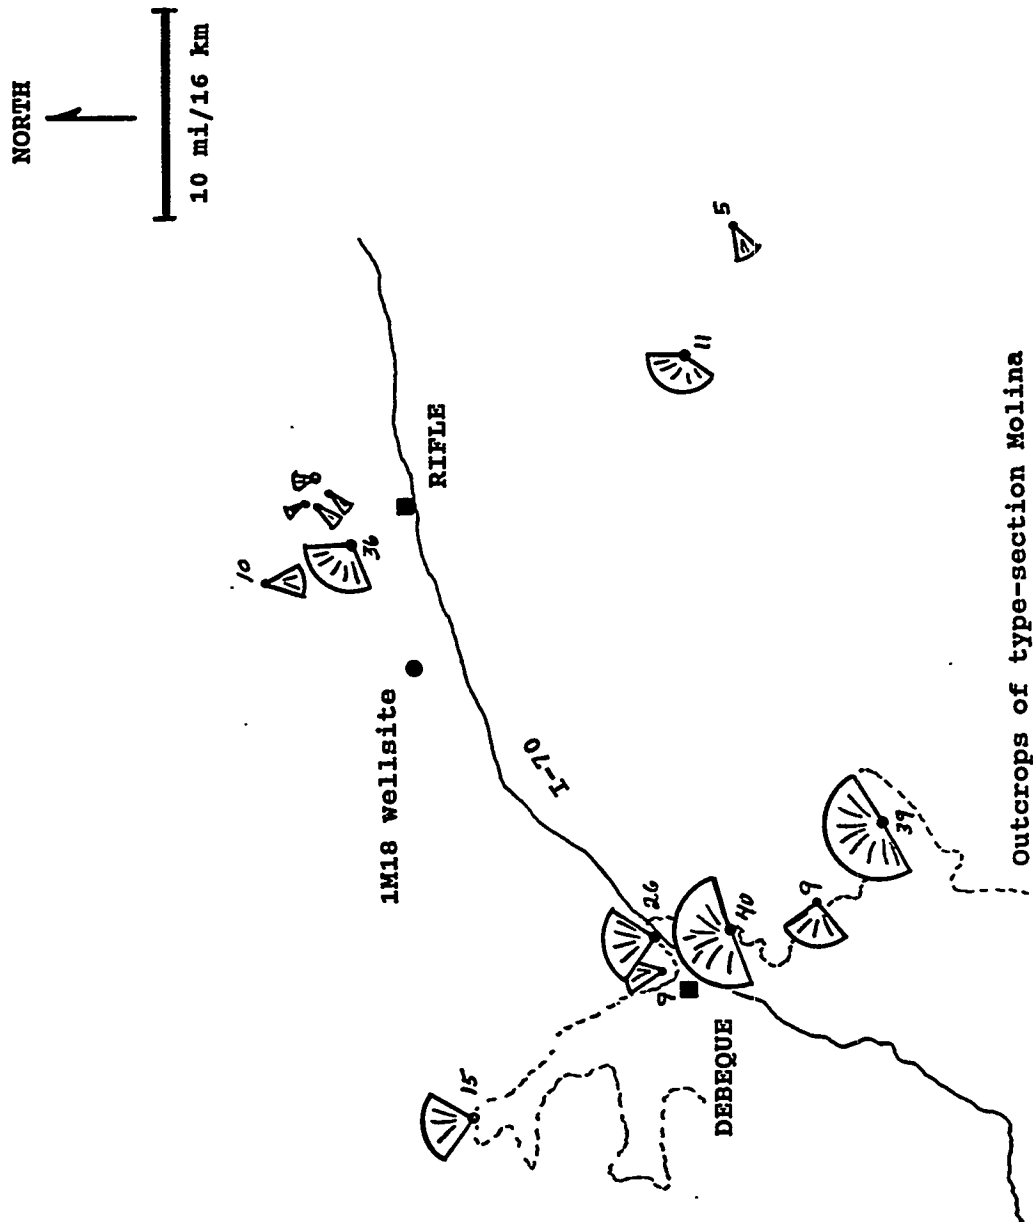 NORTH
10 mi/16 km
5
11
RIFLE
10
36
1M18 Wellsite
I-70
26
9
40
9
39
DEBEQUE
15
Outcrops of type-section Molina